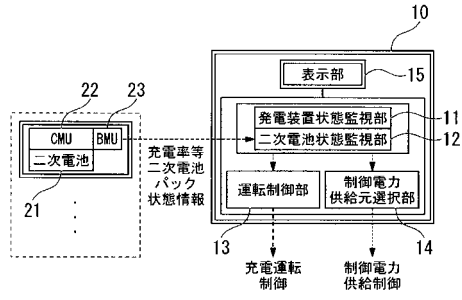 10
表示部
15
22
23
発電装置状態監視部
11
CMU
BMU
二次電池状態監視部
12
二次電池
充電率等
二次電池
パック
状態情報
21
運転制御部
制御電力
供給元選択部
13
14
充電運転
制御
制御電力
供給制御